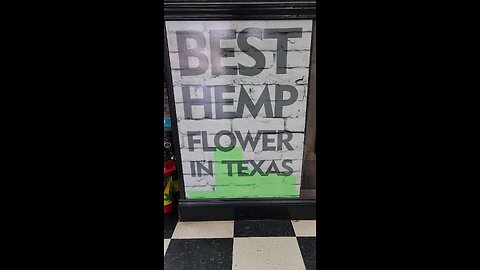 BEST
HEMP
FLOWER
IN TEXAS